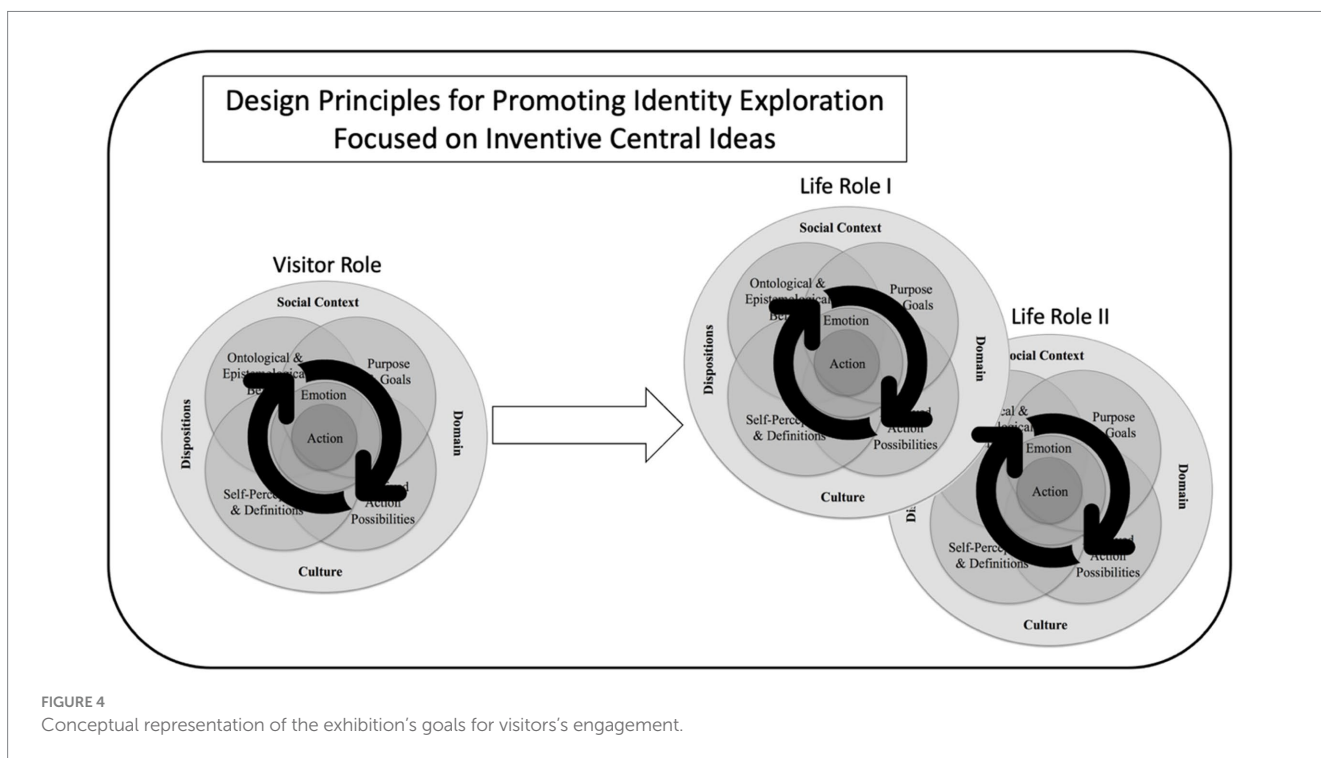 Design Principles for Promoting Identity Exploration
Focused on Inventive Central Ideas
Visitor Role
Social Context
Ontological &
Epistemological
Purpose
Goals
Emotion
Action
Dispositions
Domain
& Definitions
Action
Possibilities
Culture
Life Role I
Social Context
Ontological &
Epistemological
Purpose
Goals
Emotion
Action
Dispositions
Domain
& Definitions
Action
Possibilities
Culture
Life Role II
Context
&
Purpose
Goals
Emotion
Action
Domain
& Definitions
Action
Possibilities
Culture
FIGURE 4
Conceptual representation of the exhibition's goals for visitors's engagement.